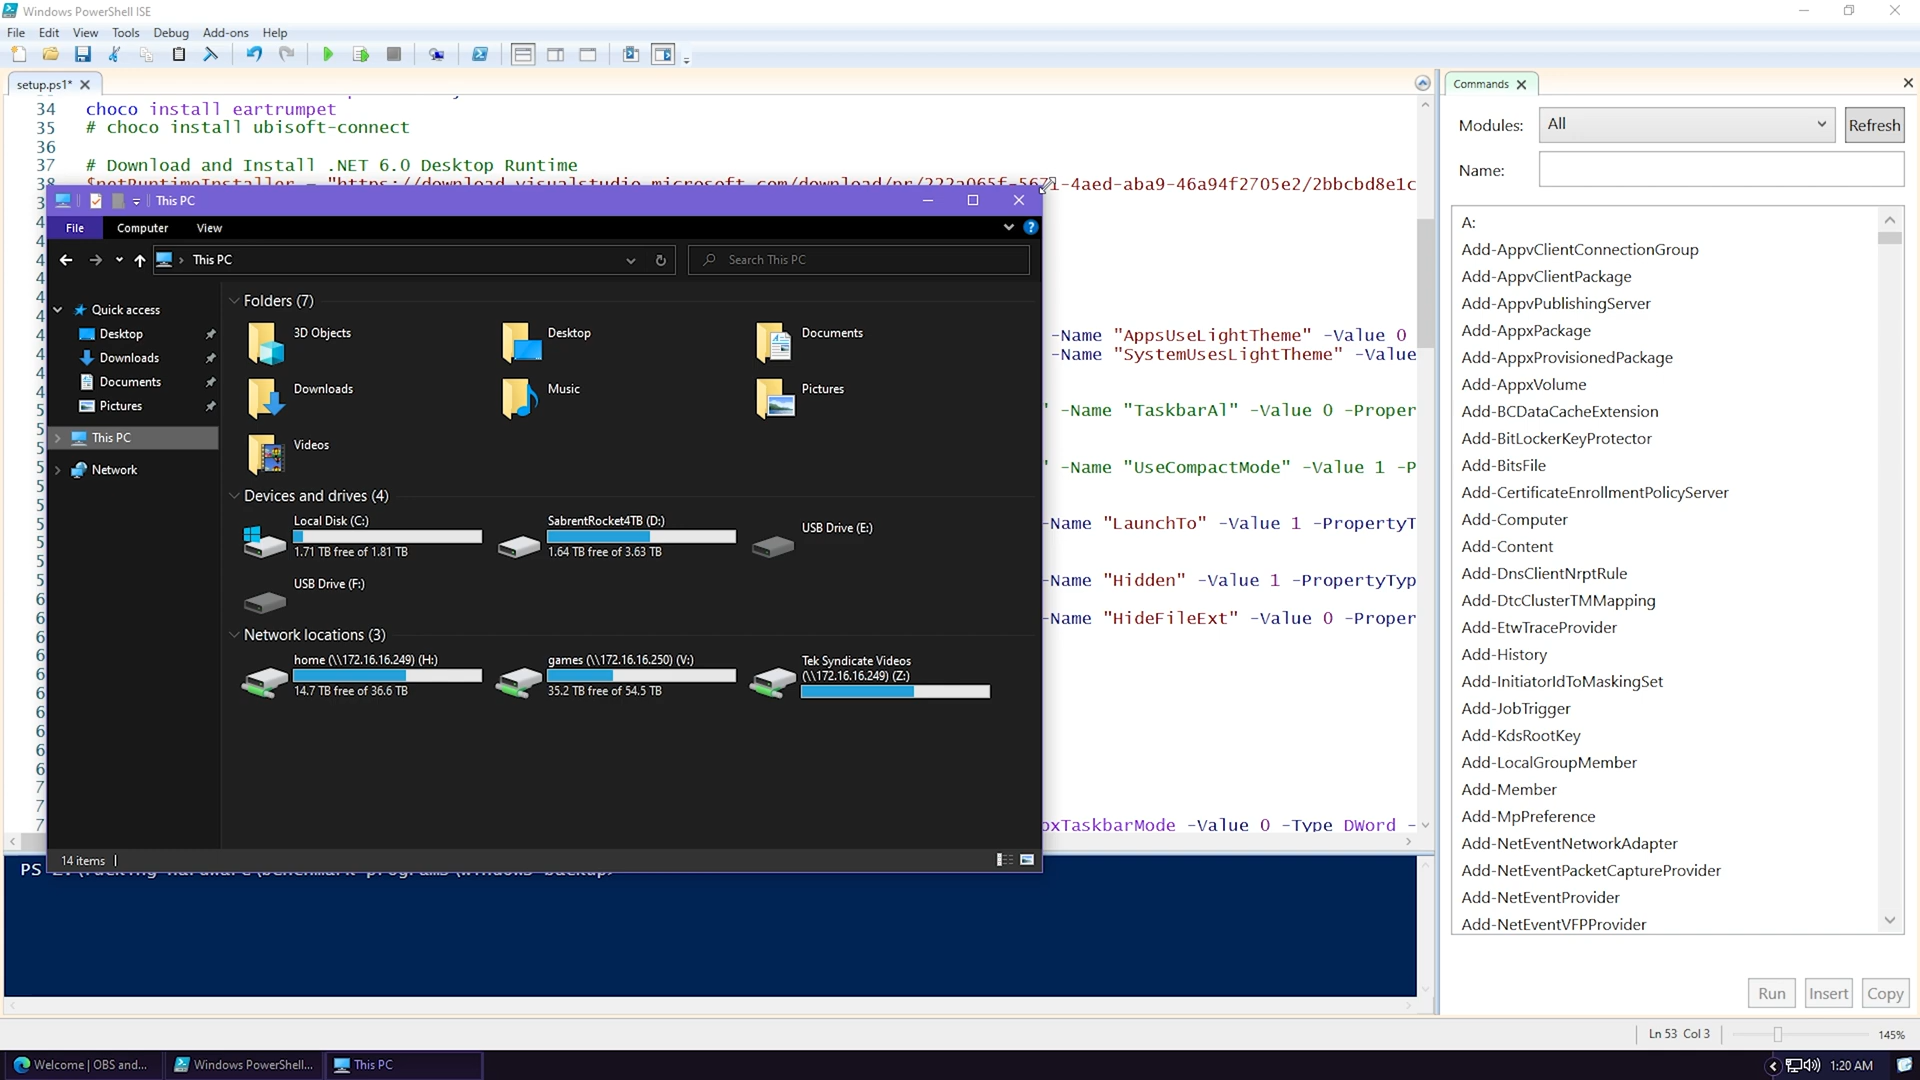 Windows PowerShell ISE
File Edit View Tools Debug Add-ons Help
setup.ps1*
34 choco install eartrumpet
35 # choco install ubisoft-connect
36
37 # Download and Install .NET 6.0 Desktop Runtime
38 $netRuntimeInstaller = "https://download.visualstudio.microsoft.com/download/pr/222a065f-5671-4aed-aba9-46a94f2705e2/2bbcbd8e1c
-Name "AppsUseLightTheme" -Value 0
-Name "SystemUsesLightTheme" -Value
" -Name "TaskbarAl" -Value 0 -Proper
" -Name "UseCompactMode" -Value 1 -P
-Name "LaunchTo" -Value 1 -PropertyT
-Name "Hidden" -Value 1 -PropertyTyp
-Name "HideFileExt" -Value 0 -Proper
oxTaskbarMode -Value 0 -Type DWord -
PS
This PC
File Computer View
This PC
Search This PC
Quick access
Desktop
Downloads
Documents
Pictures
This PC
Network
Folders (7)
3D Objects
Desktop
Documents
Downloads
Music
Pictures
Videos
Devices and drives (4)
Local Disk (C:)
1.71 TB free of 1.81 TB
SabrentRocket4TB (D:)
1.64 TB free of 3.63 TB
USB Drive (E:)
USB Drive (F:)
Network locations (3)
home (\\172.16.16.249) (H:)
14.7 TB free of 36.6 TB
games (\\172.16.16.250) (V:)
35.2 TB free of 54.5 TB
Tek Syndicate Videos
(\\172.16.16.249) (Z:)
14 items
Commands
Modules: All Refresh
Name:
A:
Add-AppvClientConnectionGroup
Add-AppvClientPackage
Add-AppvPublishingServer
Add-AppxPackage
Add-AppxProvisionedPackage
Add-AppxVolume
Add-BCDataCacheExtension
Add-BitLockerKeyProtector
Add-BitsFile
Add-CertificateEnrollmentPolicyServer
Add-Computer
Add-Content
Add-DnsClientNrptRule
Add-DtcClusterTMMapping
Add-EtwTraceProvider
Add-History
Add-InitiatorIdToMaskingSet
Add-JobTrigger
Add-KdsRootKey
Add-LocalGroupMember
Add-Member
Add-MpPreference
Add-NetEventNetworkAdapter
Add-NetEventPacketCaptureProvider
Add-NetEventProvider
Add-NetEventVFPProvider
Run Insert Copy
Ln 53 Col 3
145%
Welcome | OBS and...
Windows PowerShell...
This PC
1:20 AM